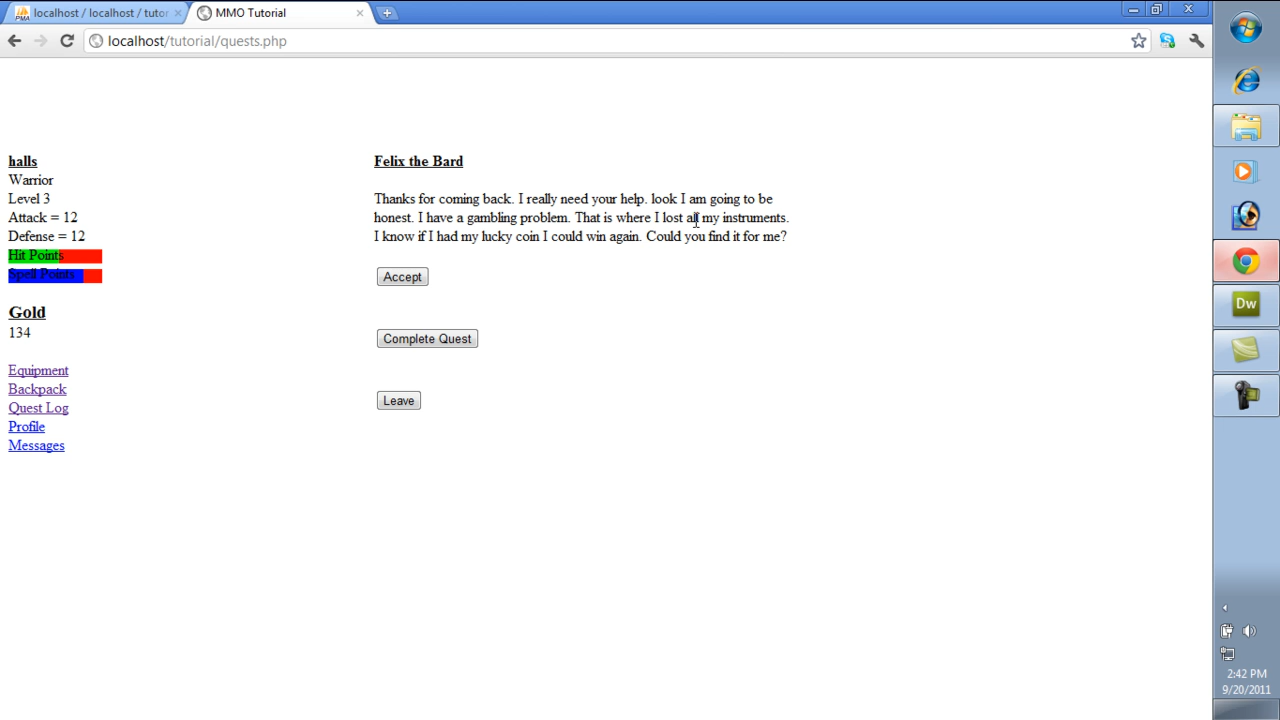 localhost / localhost / tutor
MMO Tutorial
localhost/tutorial/quests.php
halls
Warrior
Level 3
Attack = 12
Defense = 12
Hit Points
Spell Points
Gold
134
Equipment
Backpack
Quest Log
Profile
Messages
Felix the Bard
Thanks for coming back. I really need your help. look I am going to be
honest. I have a gambling problem. That is where I lost all my instruments.
I know if I had my lucky coin I could win again. Could you find it for me?
Accept
Complete Quest
Leave
PMA
Dw
2:42 PM
9/20/2011